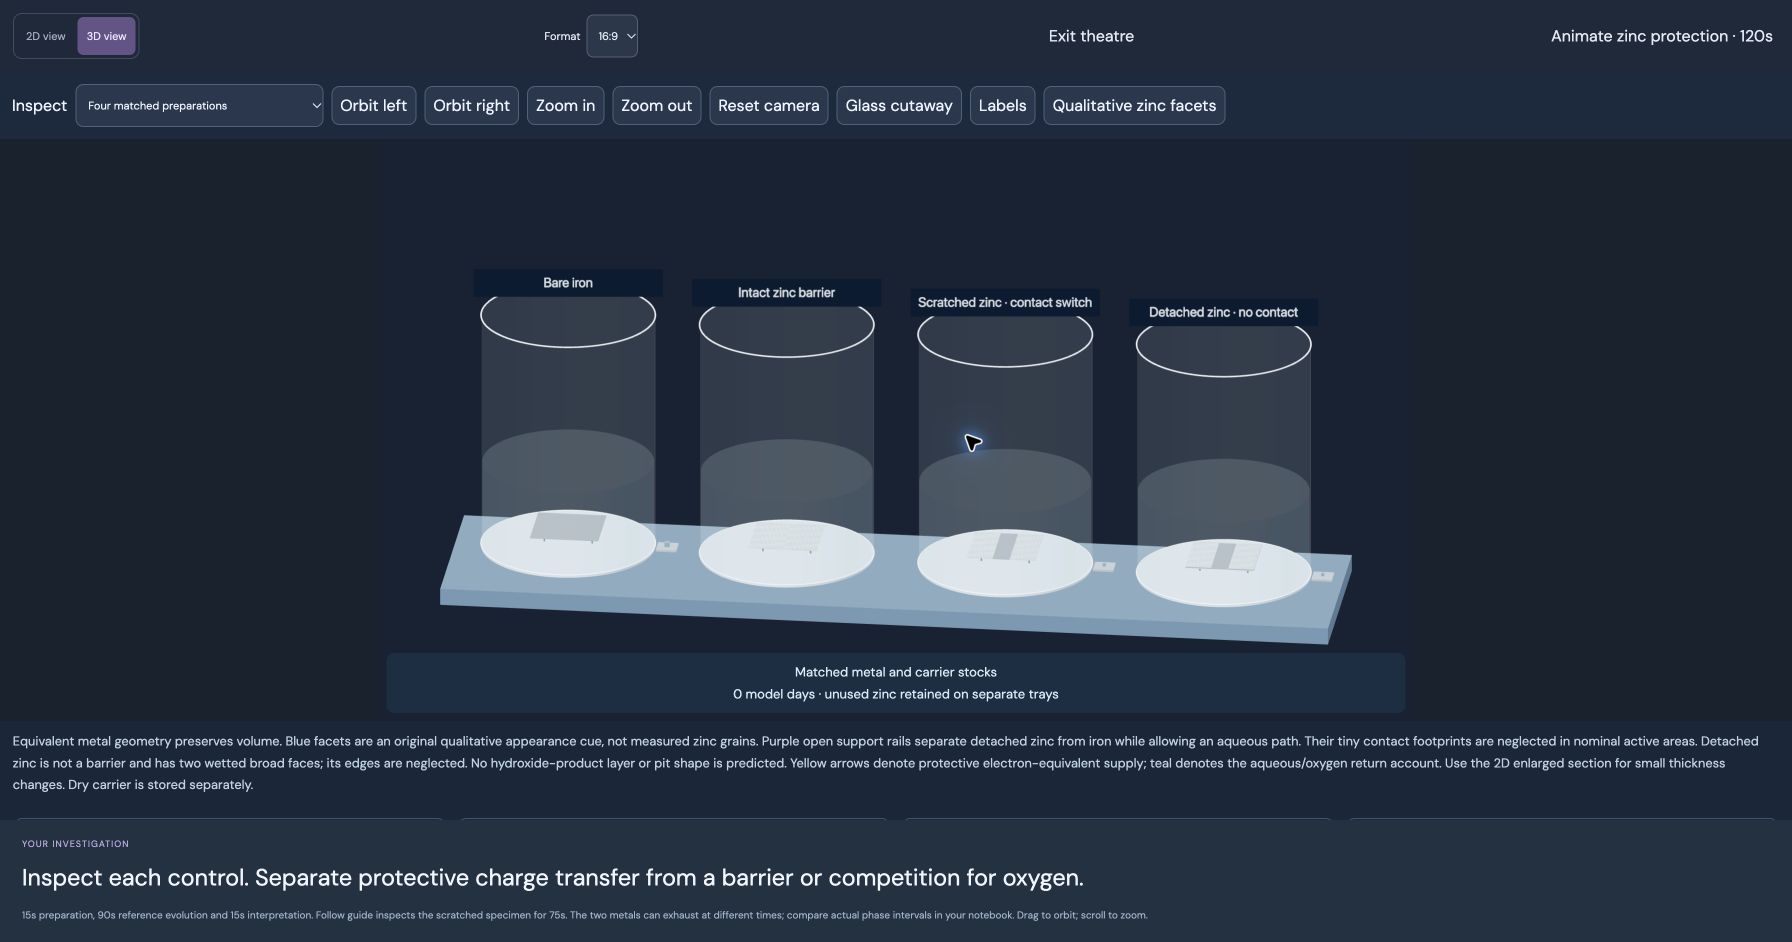 2D view
3D view
Format
16:9
Exit theatre
Animate zinc protection · 120s
Inspect
Four matched preparations
Orbit left
Orbit right
Zoom in
Zoom out
Reset camera
Glass cutaway
Labels
Qualitative zinc facets
Bare iron
Intact zinc barrier
Scratched zinc · contact switch
Detached zinc · no contact
Matched metal and carrier stocks
0 model days · unused zinc retained on separate trays
Equivalent metal geometry preserves volume. Blue facets are an original qualitative appearance cue, not measured zinc grains. Purple open support rails separate detached zinc from iron while allowing an aqueous path. Their tiny contact footprints are neglected in nominal active areas. Detached
zinc is not a barrier and has two wetted broad faces; its edges are neglected. No hydroxide-product layer or pit shape is predicted. Yellow arrows denote protective electron-equivalent supply; teal denotes the aqueous/oxygen return account. Use the 2D enlarged section for small thickness
changes. Dry carrier is stored separately.
YOUR INVESTIGATION
Inspect each control. Separate protective charge transfer from a barrier or competition for oxygen.
15s preparation, 90s reference evolution and 15s interpretation. Follow guide inspects the scratched specimen for 75s. The two metals can exhaust at different times; compare actual phase intervals in your notebook. Drag to orbit; scroll to zoom.